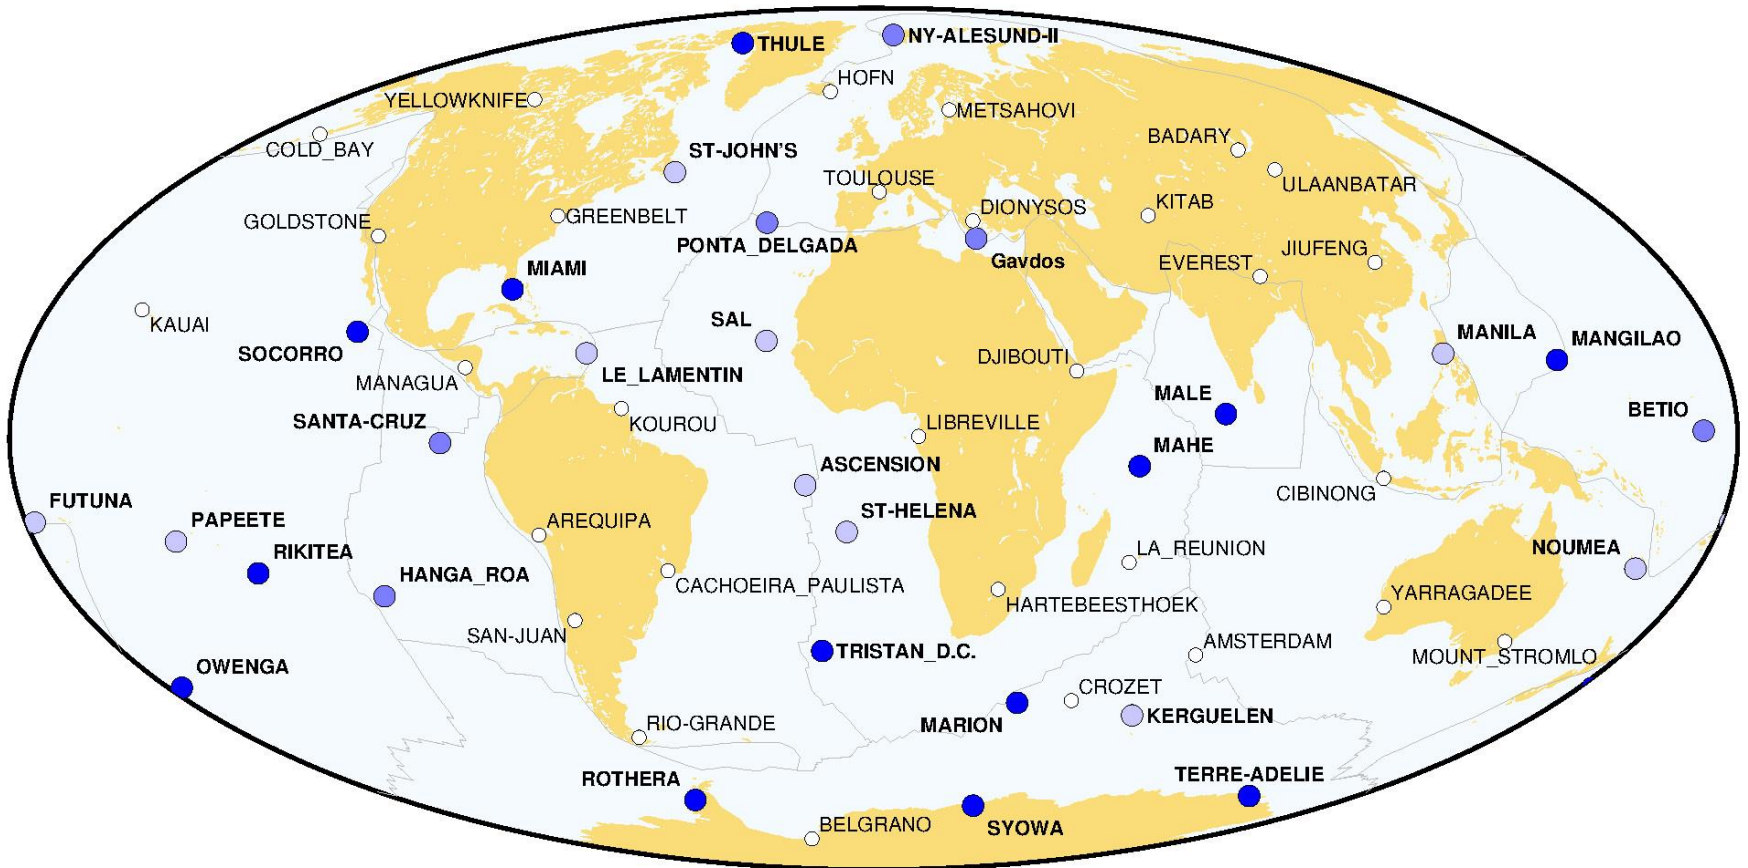 THULE
NY-ALESUND-II
HOFN
YELLOWKNIFE
METSAHOVI
COLD_BAY
BADARY
ST-JOHN'S
TOULOUSE
ULAANBATAR
GOLDSTONE
GREENBELT
DIONYSOS
KITAB
PONTA_DELGADA
JIUFENG
Gavdos
EVEREST
MIAMI
KAUAI
SAL
SOCORRO
MANILA
MANGILAO
DJIBOUTI
MANAGUA
LE_LAMENTIN
MALE
BETIO
SANTA-CRUZ
KOUROU
LIBREVILLE
MAHE
ASCENSION
CIBINONG
FUTUNA
ST-HELENA
PAPEETE
AREQUIPA
RIKITEA
LA_REUNION
NOUMEA
HANGA_ROA
CACHOEIRA_PAULISTA
YARRAGADEE
HARTEBEESTHOEK
SAN-JUAN
AMSTERDAM
TRISTAN_D.C.
MOUNT_STROMLO
OWENGA
CROZET
KERGUELEN
RIO-GRANDE
MARION
TERRE-ADELIE
ROTHERA
BELGRANO
SYOWA